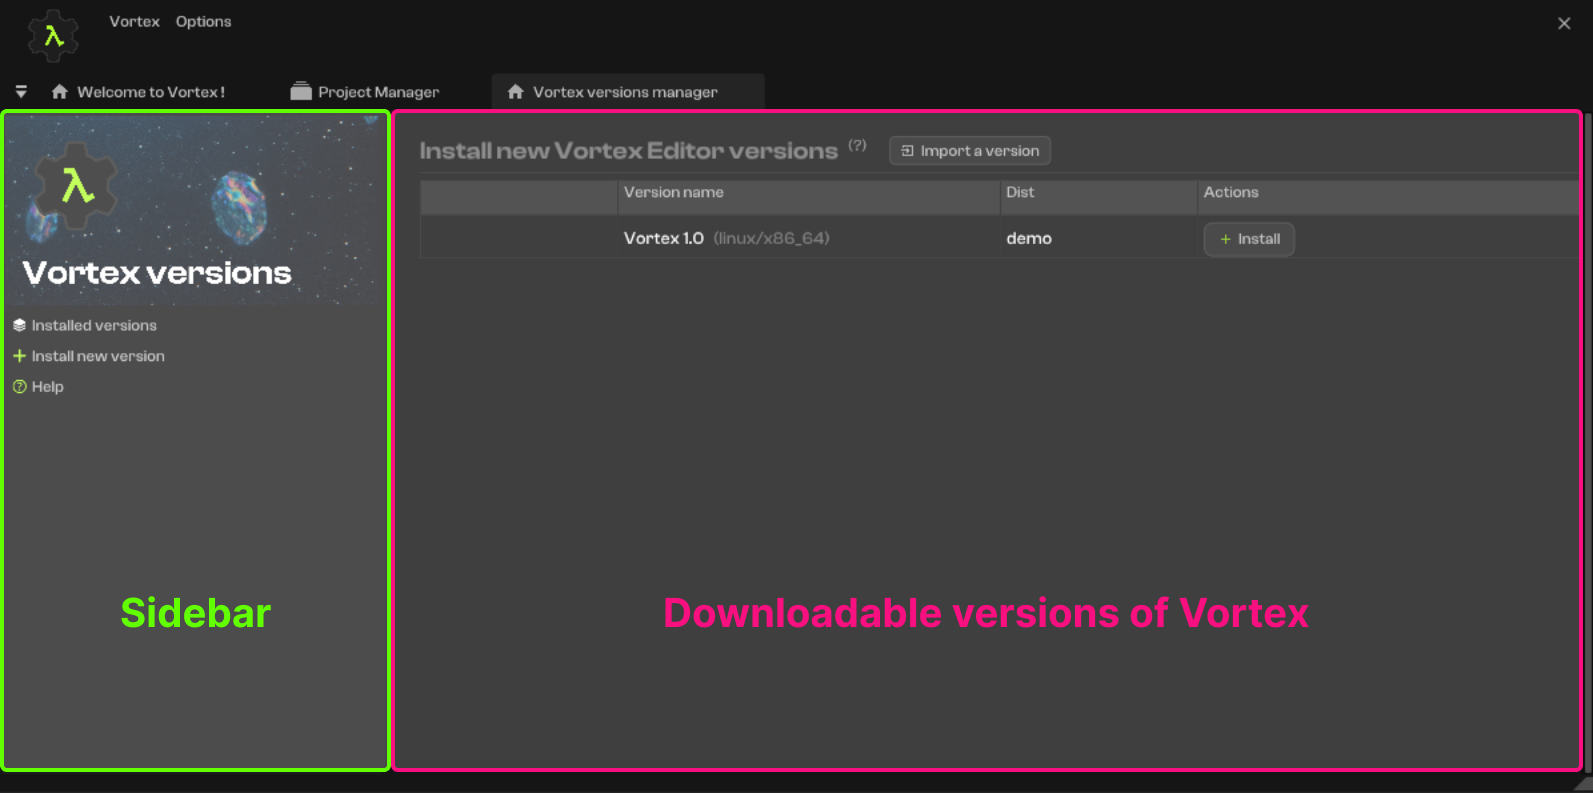 Vortex Options
Welcome to Vortex !
Project Manager
Vortex versions manager
λ
Vortex versions
Installed versions
Install new version
Help
Sidebar
Install new Vortex Editor versions (?)
Import a version
Version name Dist Actions
Vortex 1.0 (linux/x86_64) demo + Install
Downloadable versions of Vortex